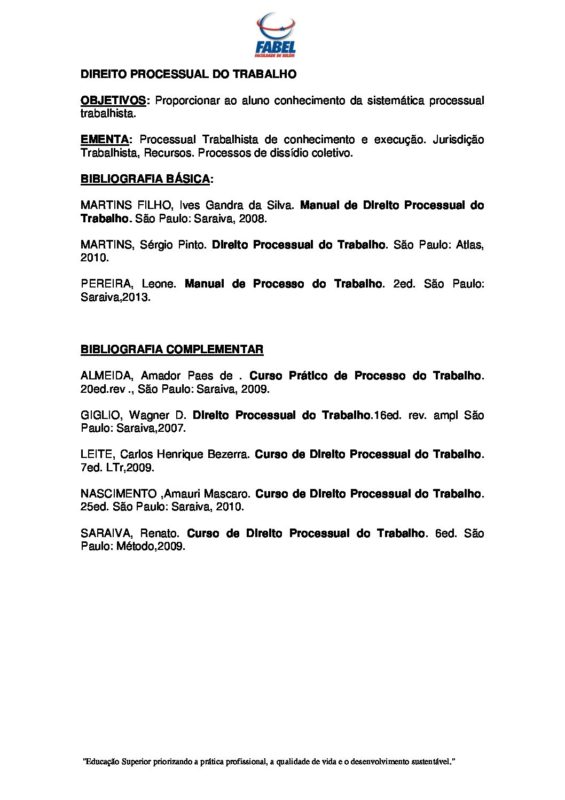 FABEL
FACULDADE DE BELÉM
DIREITO PROCESSUAL DO TRABALHO
OBJETIVOS: Proporcionar ao aluno conhecimento da sistemática processual
trabalhista.
EMENTA: Processual Trabalhista de conhecimento e execução. Jurisdição
Trabalhista, Recursos. Processos de dissídio coletivo.
BIBLIOGRAFIA BÁSICA:
MARTINS FILHO, Ives Gandra da Silva. Manual de Direito Processual do
Trabalho. São Paulo: Saraiva, 2008.
MARTINS, Sérgio Pinto. Direito Processual do Trabalho. São Paulo: Atlas,
2010.
PEREIRA, Leone. Manual de Processo do Trabalho. 2ed. São Paulo:
Saraiva,2013.
BIBLIOGRAFIA COMPLEMENTAR
ALMEIDA, Amador Paes de . Curso Prático de Processo do Trabalho.
20ed.rev ., São Paulo: Saraiva, 2009.
GIGLIO, Wagner D. Direito Processual do Trabalho.16ed. rev. ampl São
Paulo: Saraiva,2007.
LEITE, Carlos Henrique Bezerra. Curso de Direito Processual do Trabalho.
7ed. LTr,2009.
NASCIMENTO ,Amauri Mascaro. Curso de Direito Processual do Trabalho.
25ed. São Paulo: Saraiva, 2010.
SARAIVA, Renato. Curso de Direito Processual do Trabalho. 6ed. São
Paulo: Método,2009.
"Educação Superior priorizando a prática profissional, a qualidade de vida e o desenvolvimento sustentável."